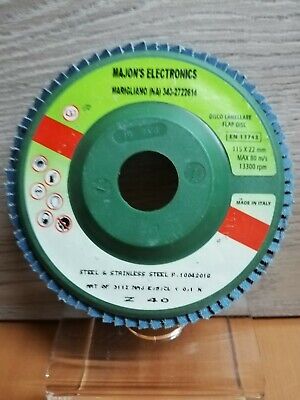 MAJON'S ELECTRONICS
MARIGLIANO (NA) 343-2722614
DISCO LAMELLARE
FLAP DISC
EN 13743
115 X 22 mm
MAX 80 m/s
13300 rpm
MADE IN ITALY
STEEL & STAINLESS STEEL
Z 40